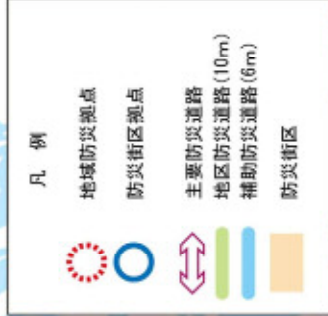 凡 例
地域防災拠点
防災街区拠点
主要防災道路
地区防災道路(10m)
補助防災道路(6m)
防災街区